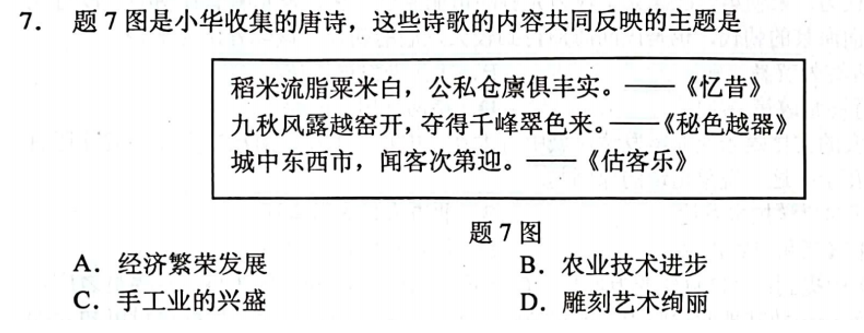 7. 题 7 图是小华收集的唐诗，这些诗歌的内容共同反映的主题是
稻米流脂粟米白，公私仓廪俱丰实。——《忆昔》
九秋风露越窑开，夺得千峰翠色来。——《秘色越器》
城中东西市，闻客次第迎。——《估客乐》
题 7 图
A. 经济繁荣发展 B. 农业技术进步
C. 手工业的兴盛 D. 雕刻艺术绚丽